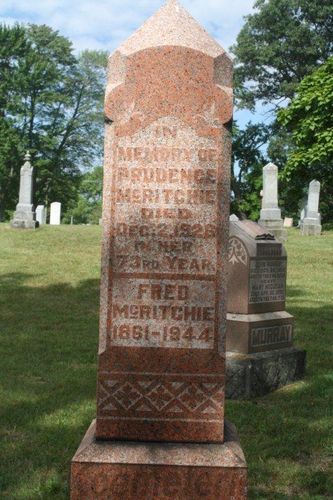 IN
MEMORY OF
PRUDENCE
McRITCHIE
DIED
DEC. 2, 1926
IN HER
73RD YEAR
FRED
McRITCHIE
1861-1944
MURRAY